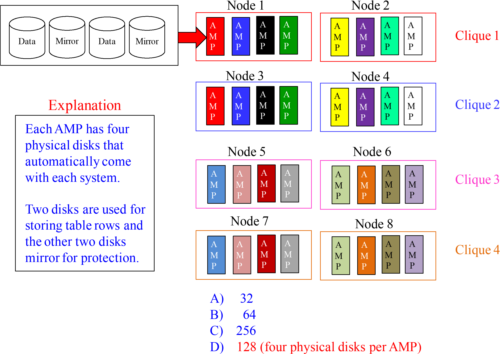 Node 1
Node 2
Data
Mirror
Data
Mirror
A A A A A A A A
M M M M M M M M
P P P P P P P P
Clique 1
Node 3
Node 4
A A A A A A A A
M M M M M M M M
P P P P P P P P
Clique 2
Explanation
Each AMP has four
physical disks that
automatically come
with each system.
Two disks are used for
storing table rows and
the other two disks
mirror for protection.
Node 5
Node 6
A A A A A A A A
M M M M M M M M
P P P P P P P P
Clique 3
Node 7
Node 8
A A A A A A A A
M M M M M M M M
P P P P P P P P
Clique 4
A) 32
B) 64
C) 256
D) 128 (four physical disks per AMP)